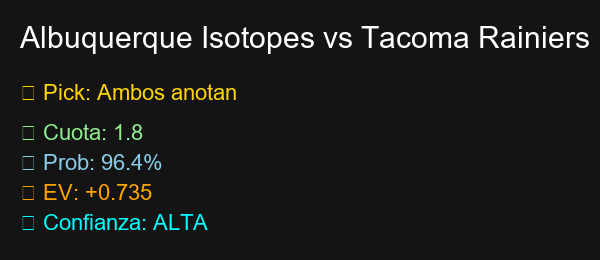 Albuquerque Isotopes vs Tacoma Rainiers
Pick: Ambos anotan
Cuota: 1.8
Prob: 96.4%
EV: +0.735
Confianza: ALTA